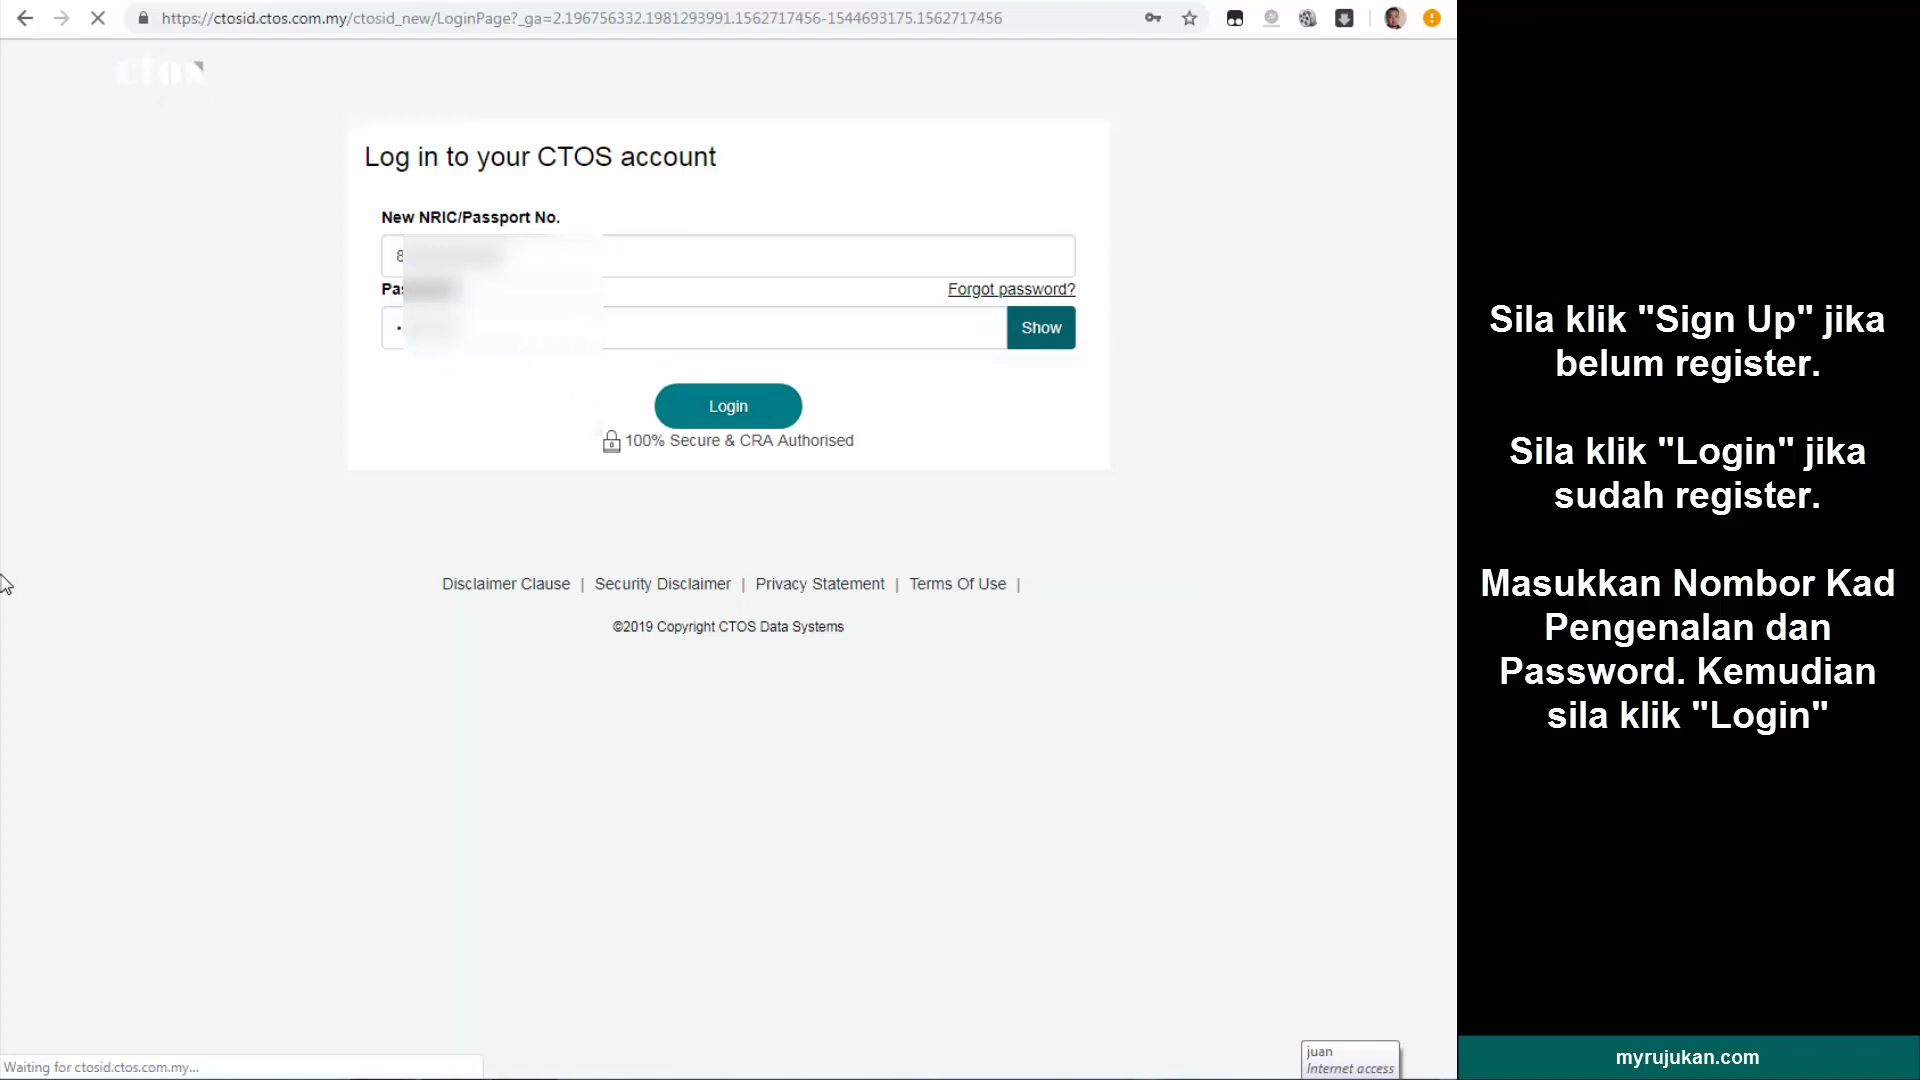 https://ctosid.ctos.com.my/ctosid_new/LoginPage?_ga=2.196756332.1981293991.1562717456-1544693175.1562717456
ctos
Log in to your CTOS account
New NRIC/Passport No.
8
Forgot password?
Show
Login
100% Secure & CRA Authorised
Disclaimer Clause | Security Disclaimer | Privacy Statement | Terms Of Use |
©2019 Copyright CTOS Data Systems
Waiting for ctosid.ctos.com.my...
juan
Internet access
Sila klik "Sign Up" jika
belum register.
Sila klik "Login" jika
sudah register.
Masukkan Nombor Kad
Pengenalan dan
Password. Kemudian
sila klik "Login"
myrujukan.com